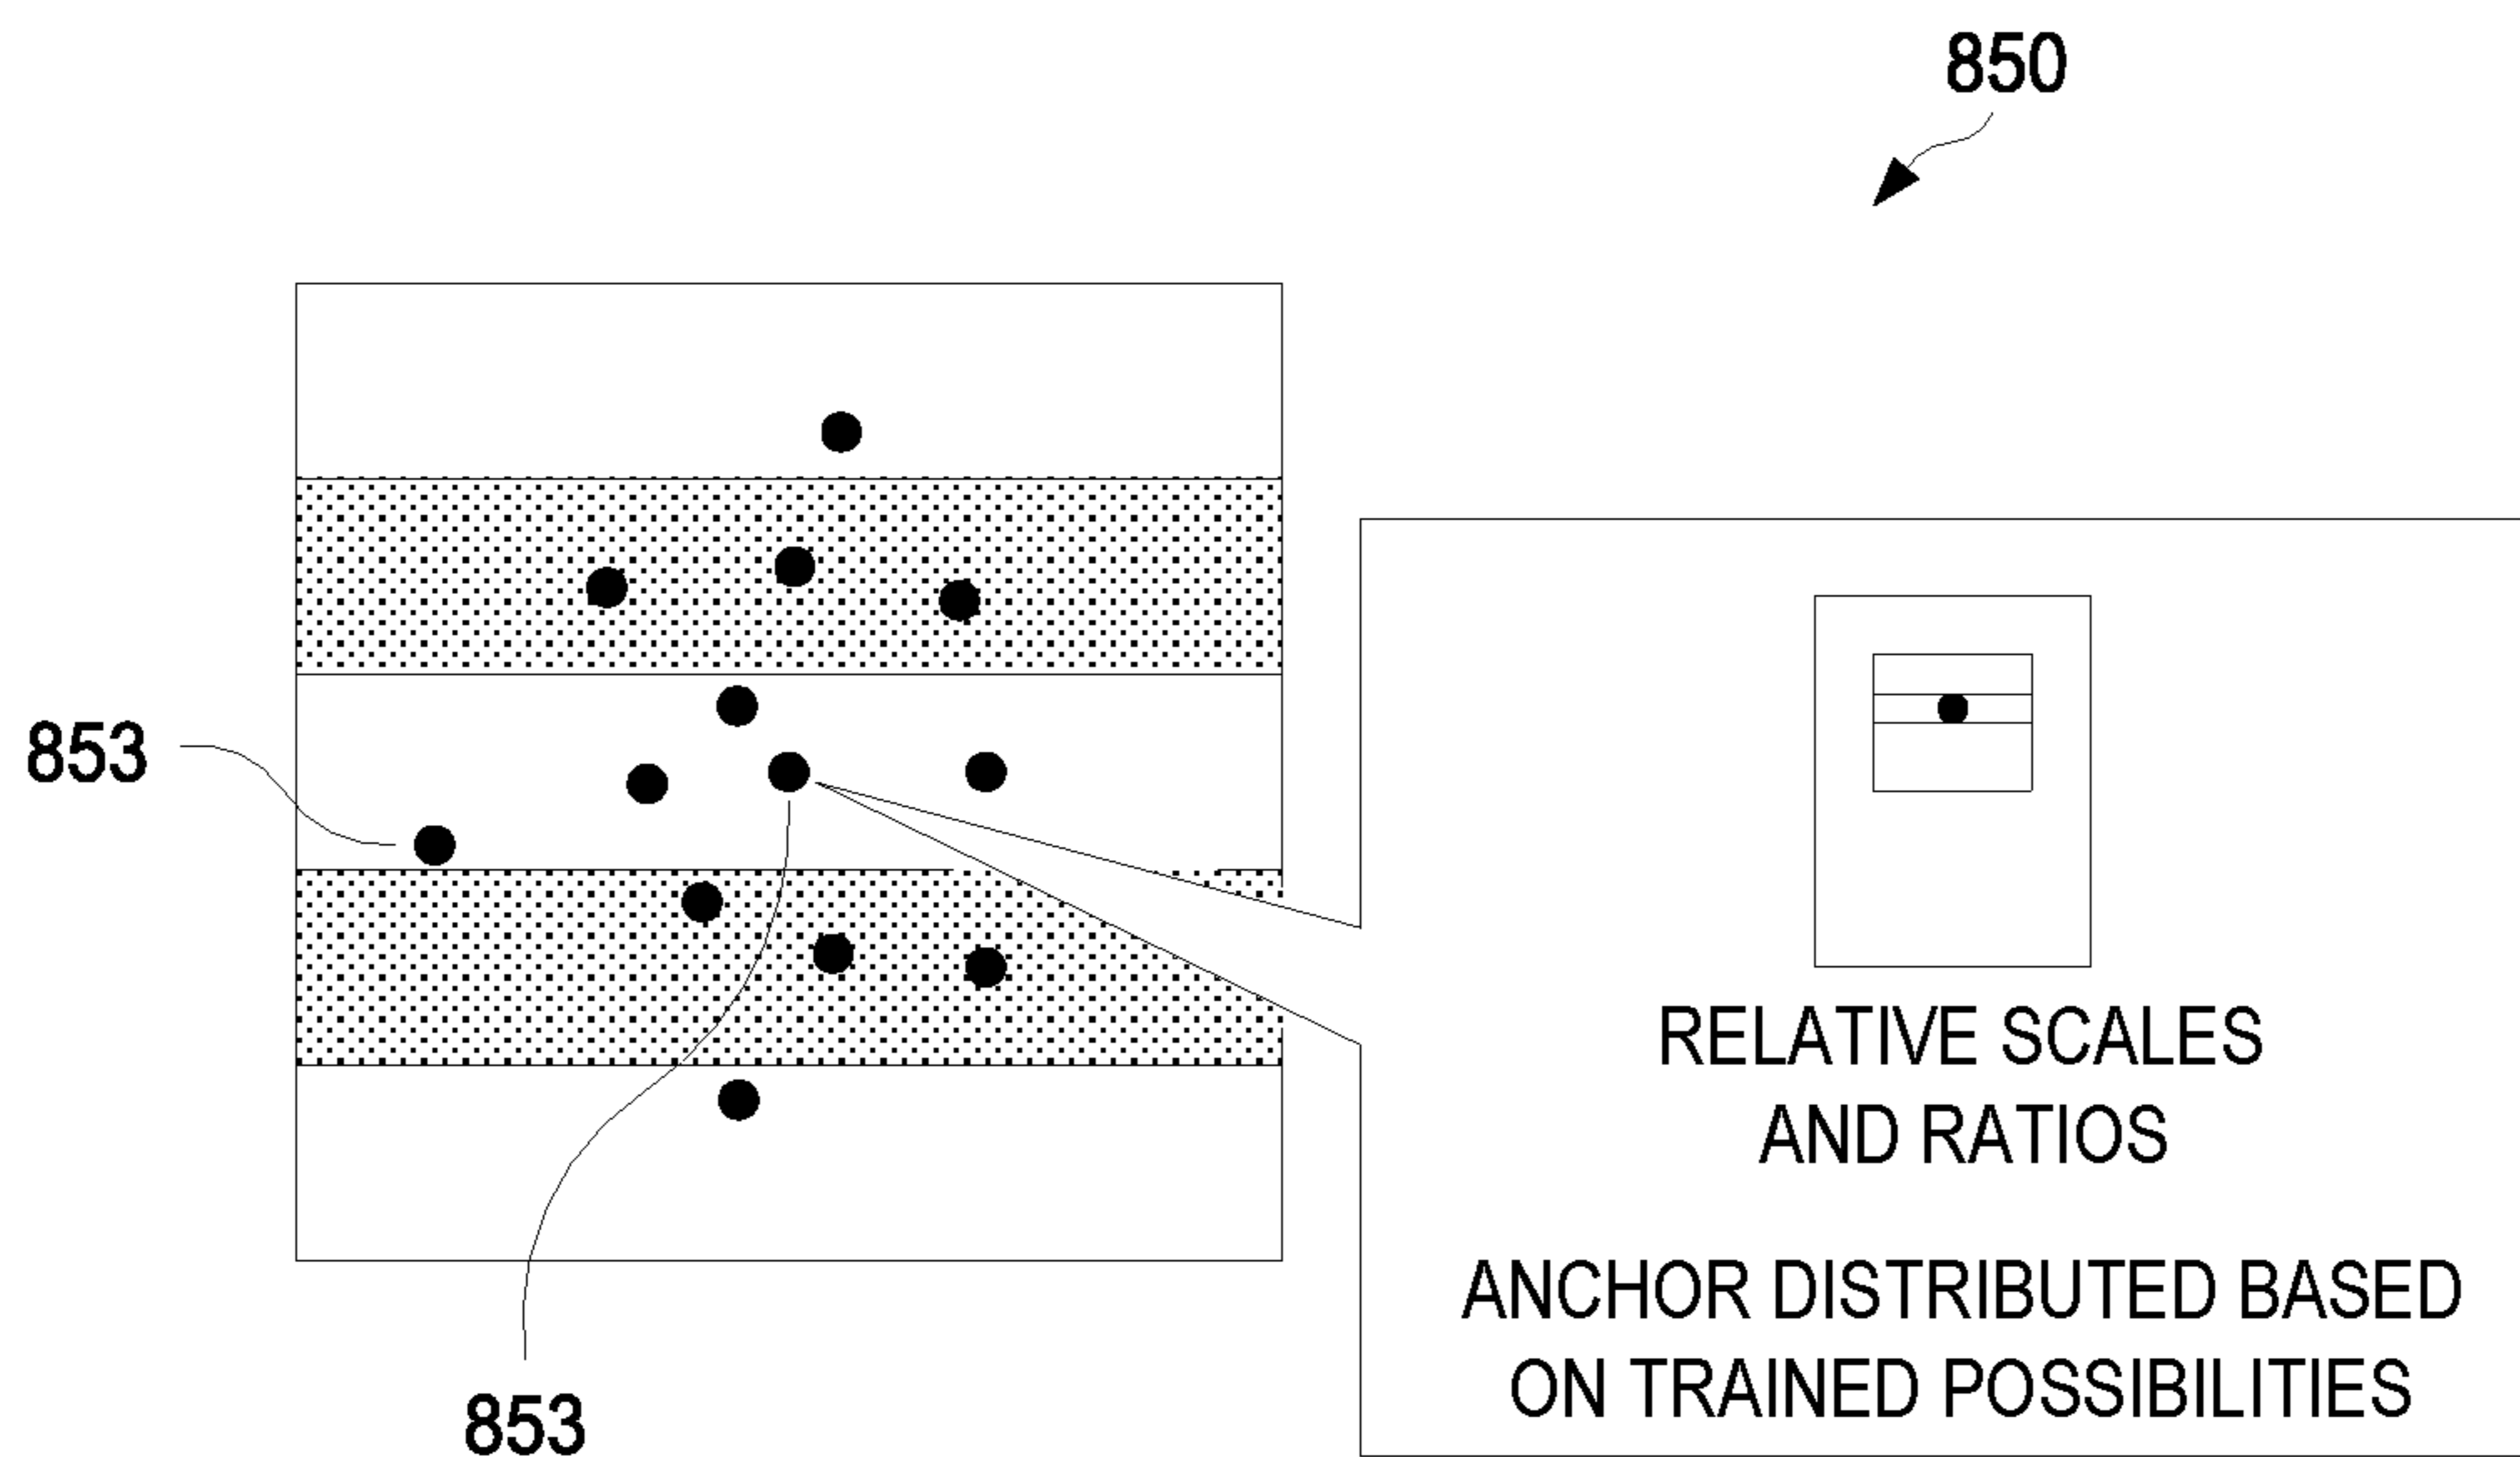 850
853
RELATIVE SCALES
AND RATIOS
ANCHOR DISTRIBUTED BASED
ON TRAINED POSSIBILITIES
853